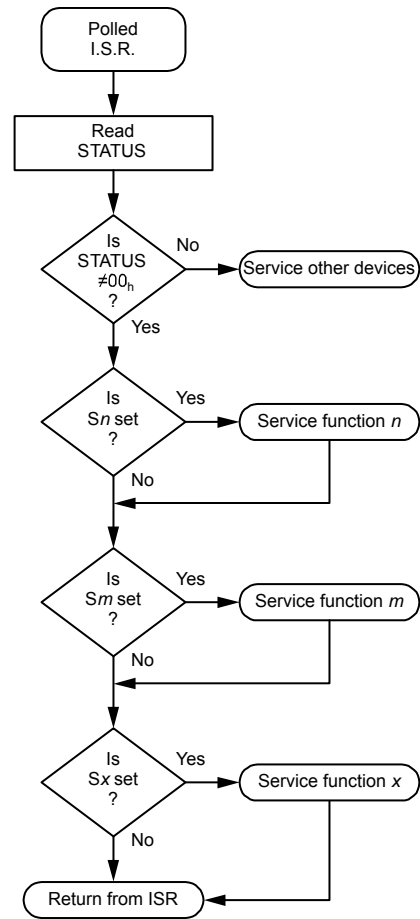 Polled
I.S.R.
Read
STATUS
Is
STATUS
≠00h
?
No
Service other devices
Yes
Is
Sn set
?
Yes
Service function n
No
Is
Sm set
?
Yes
Service function m
No
Is
Sx set
?
Yes
Service function x
No
Return from ISR